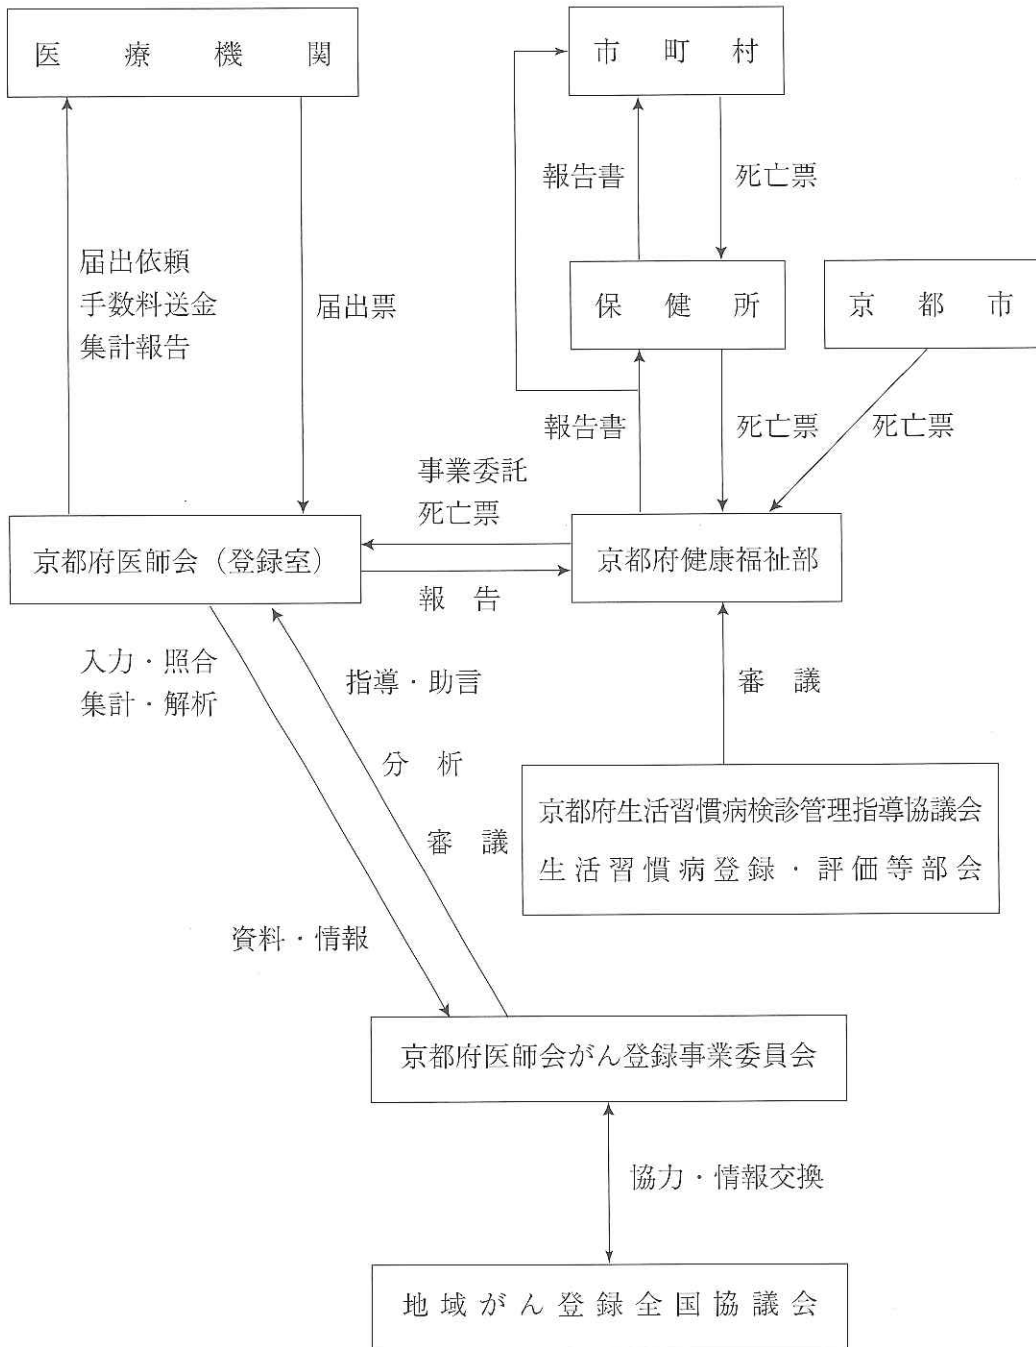 医療機関
市町村
報告書
死亡票
届出依頼
手数料送金
集計報告
届出票
保健所
京都市
報告書
死亡票
死亡票
事業委託
死亡票
京都府医師会（登録室）
京都府健康福祉部
報告
入力・照合
集計・解析
指導・助言
審議
分析
京都府生活習慣病検診管理指導協議会
審議
生活習慣病登録・評価等部会
資料・情報
京都府医師会がん登録事業委員会
協力・情報交換
地域がん登録全国協議会